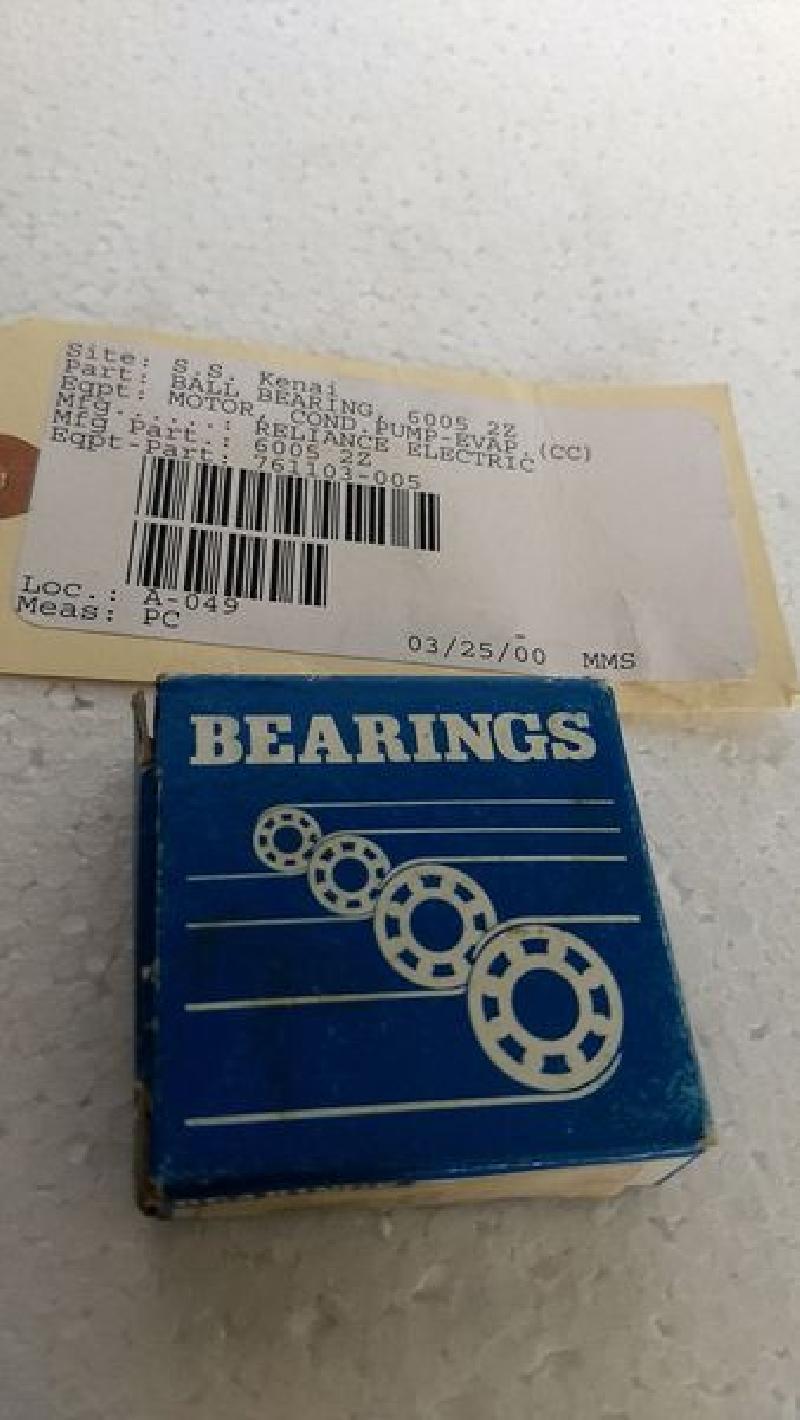 Site: S.S. Kenai
Part: BALL BEARING, 6005 2Z
Eqpt: MOTOR, COND.PUMP-EVAP.(CC)
Mfg......: RELIANCE ELECTRIC
Mfg Part.: 6005 2Z
Eqpt-Part: 761103-005
Loc.: A-049
Meas: PC
03/25/00 MMS
BEARINGS